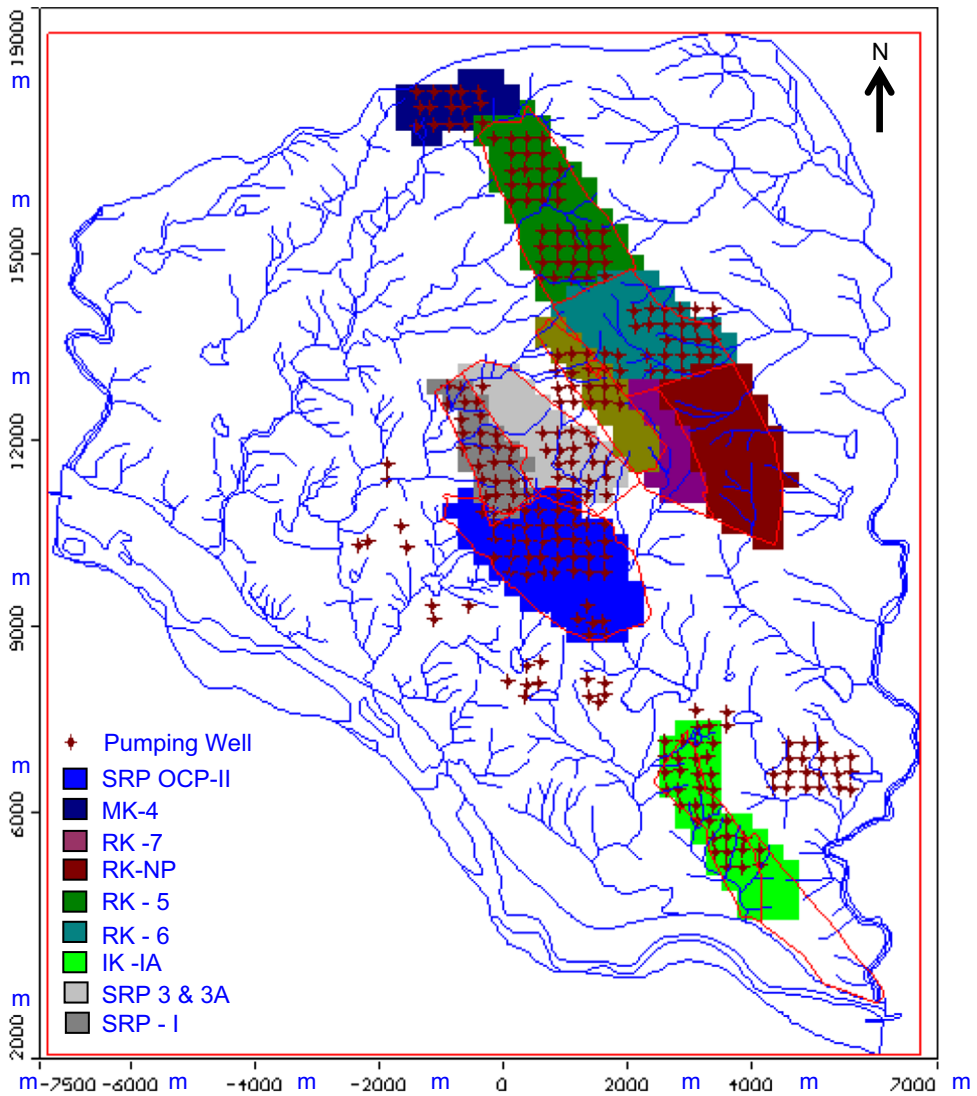 19000
m
N
m
15000
m
12000
m
9000
Pumping Well
SRP OCP-II
m
MK-4
6000
RK -7
RK-NP
RK - 5
RK - 6
IK -IA
SRP 3 & 3A
m
SRP - I
2000
m
m -7500 -6000 m -4000 m 0 2000 m 4000 m 7000 m